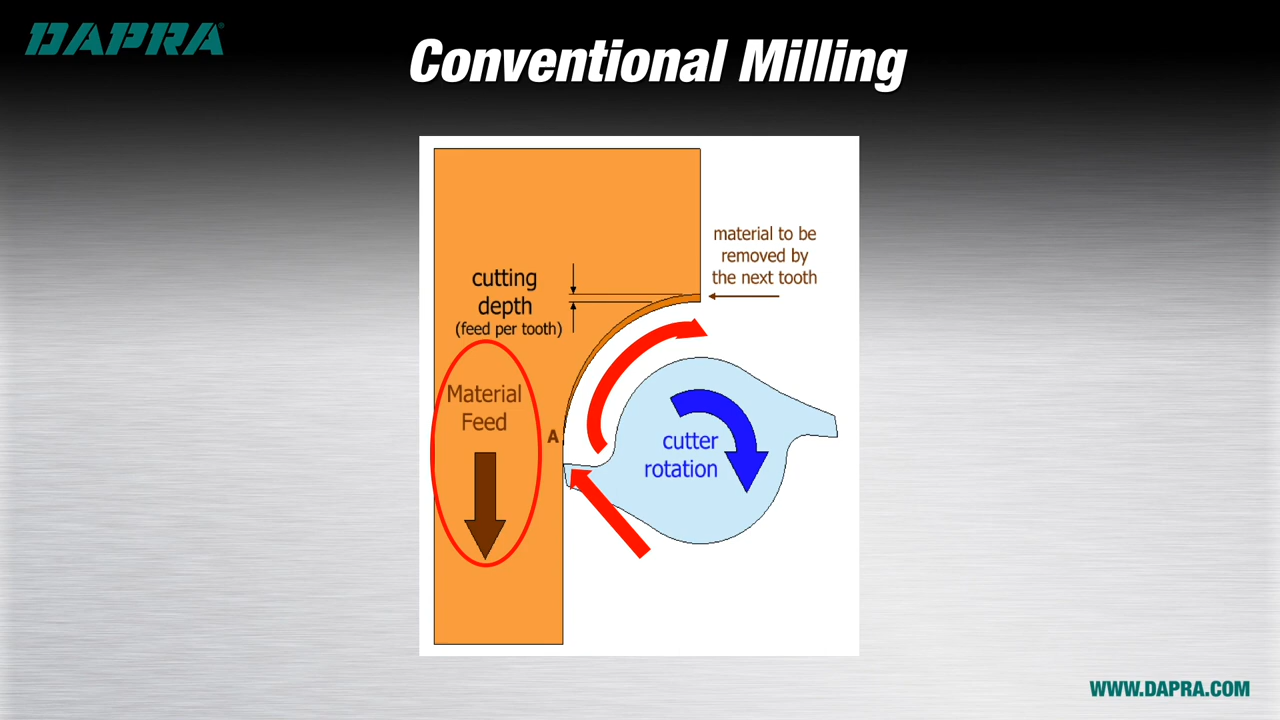 DAPRA®
Conventional Milling
material to be
removed by
the next tooth
cutting
depth
(feed per tooth)
Material
Feed
A
cutter
rotation
WWW.DAPRA.COM